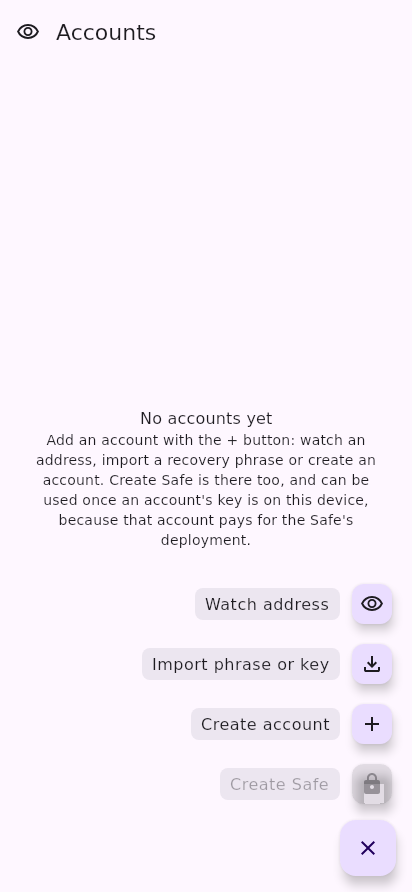 Accounts
No accounts yet
Add an account with the + button: watch an
address, import a recovery phrase or create an
account. Create Safe is there too, and can be
used once an account's key is on this device,
because that account pays for the Safe's
deployment.
Watch address
Import phrase or key
Create account
Create Safe